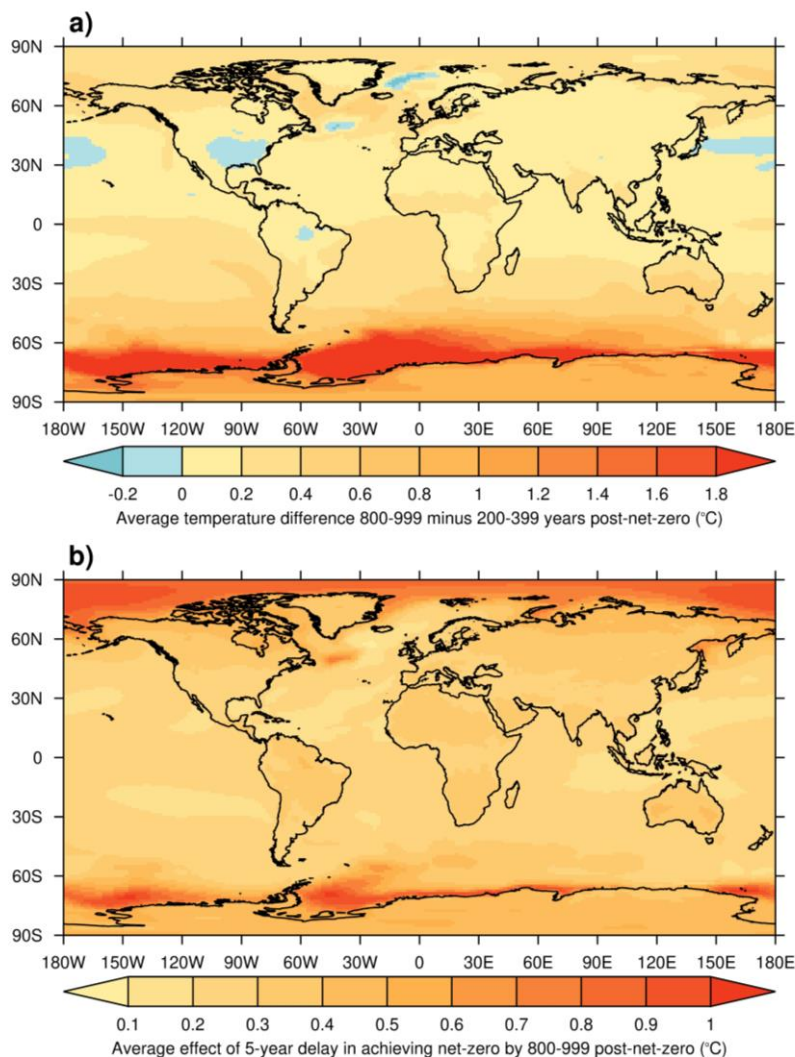 a)
90N
60N
30N
0
30S
60S
90S
180W 150W 120W 90W 60W 30W 0 30E 60E 90E 120E 150E 180E
-0.2 0 0.2 0.4 0.6 0.8 1 1.2 1.4 1.6 1.8
Average temperature difference 800-999 minus 200-399 years post-net-zero (°C)
b)
90N
60N
30N
0
30S
60S
90S
180W 150W 120W 90W 60W 30W 0 30E 60E 90E 120E 150E 180E
0.1 0.2 0.3 0.4 0.5 0.6 0.7 0.8 0.9 1
Average effect of 5-year delay in achieving net-zero by 800-999 post-net-zero (°C)